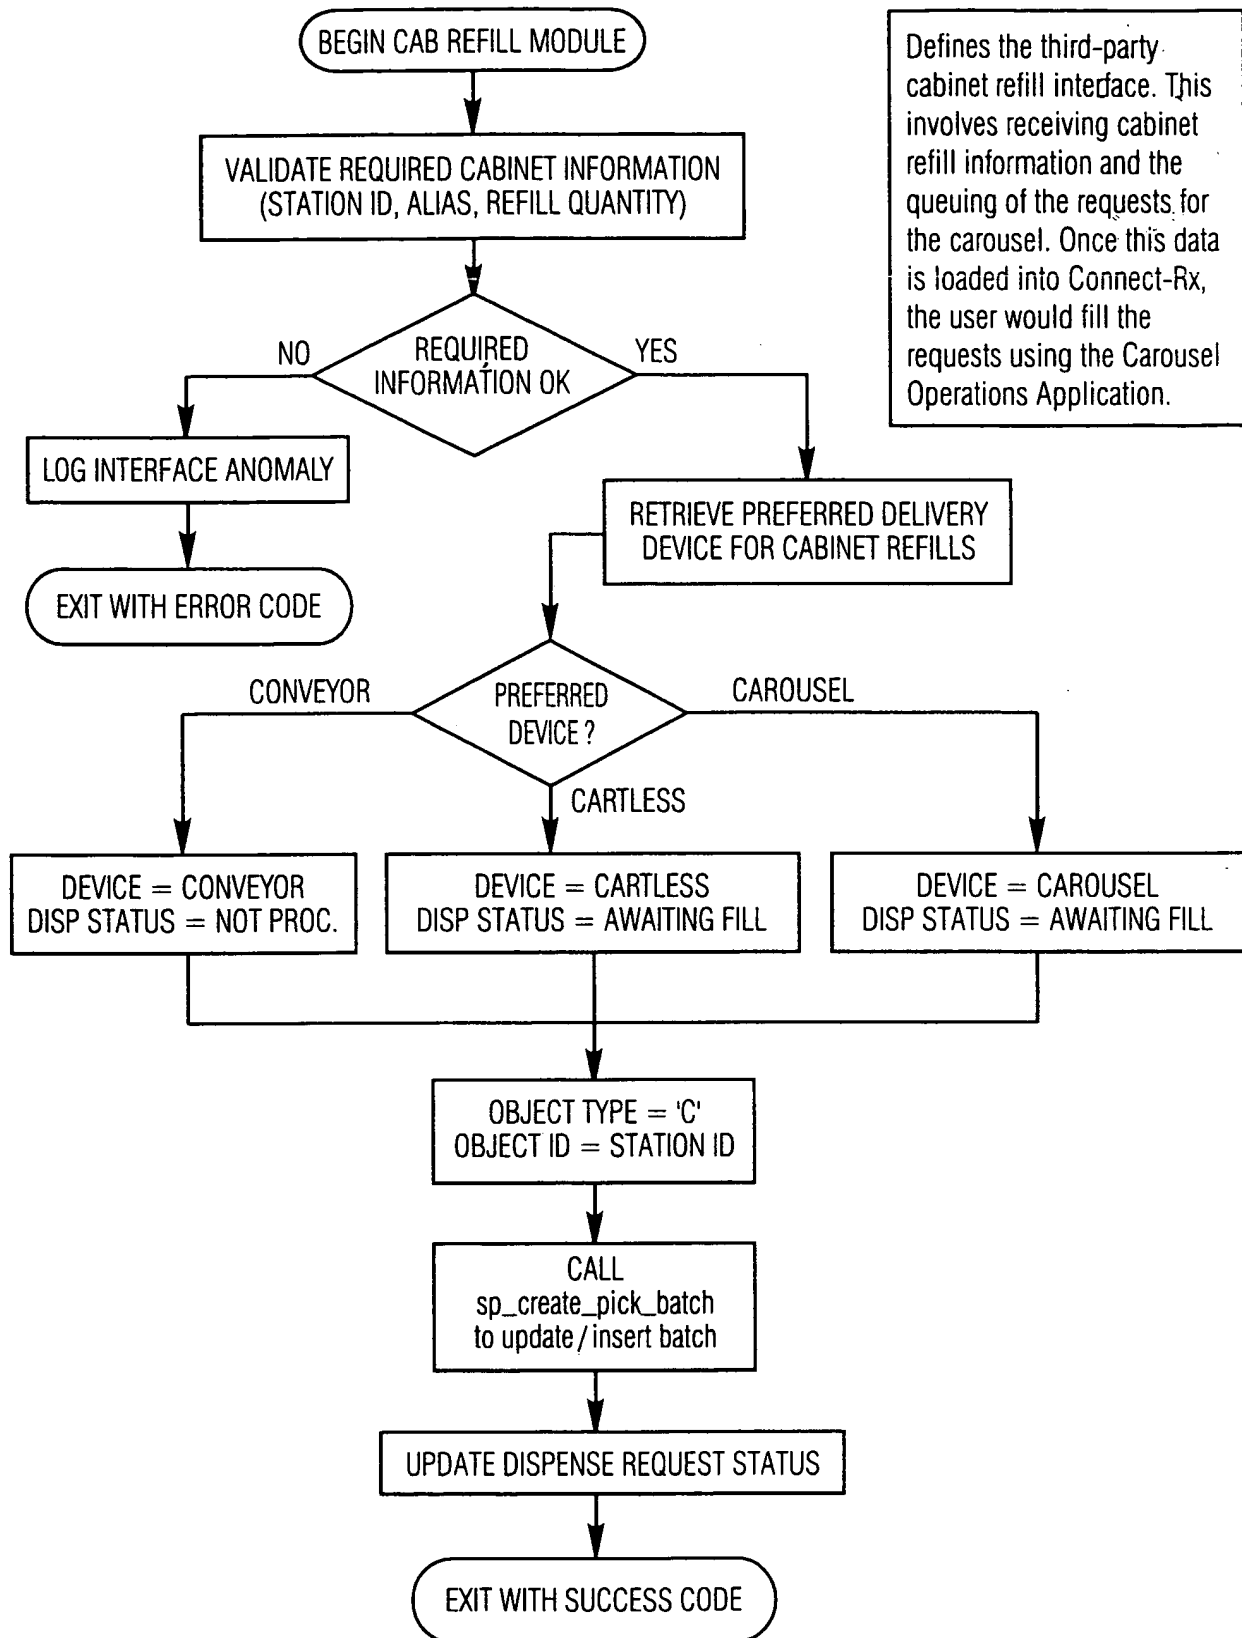 BEGIN CAB REFILL MODULE
Defines the third-party
cabinet refill interface. This
involves receiving cabinet
refill information and the
queuing of the requests for
the carousel. Once this data
is loaded into Connect-Rx,
the user would fill the
requests using the Carousel
Operations Application.
VALIDATE REQUIRED CABINET INFORMATION
(STATION ID, ALIAS, REFILL QUANTITY)
NO
REQUIRED
INFORMATION OK
YES
LOG INTERFACE ANOMALY
EXIT WITH ERROR CODE
RETRIEVE PREFERRED DELIVERY
DEVICE FOR CABINET REFILLS
CONVEYOR
PREFERRED
DEVICE?
CAROUSEL
CARTLESS
DEVICE = CONVEYOR
DISP STATUS = NOT PROC.
DEVICE = CARTLESS
DISP STATUS = AWAITING FILL
DEVICE = CAROUSEL
DISP STATUS = AWAITING FILL
OBJECT TYPE = 'C'
OBJECT ID = STATION ID
CALL
sp_create_pick_batch
to update/insert batch
UPDATE DISPENSE REQUEST STATUS
EXIT WITH SUCCESS CODE